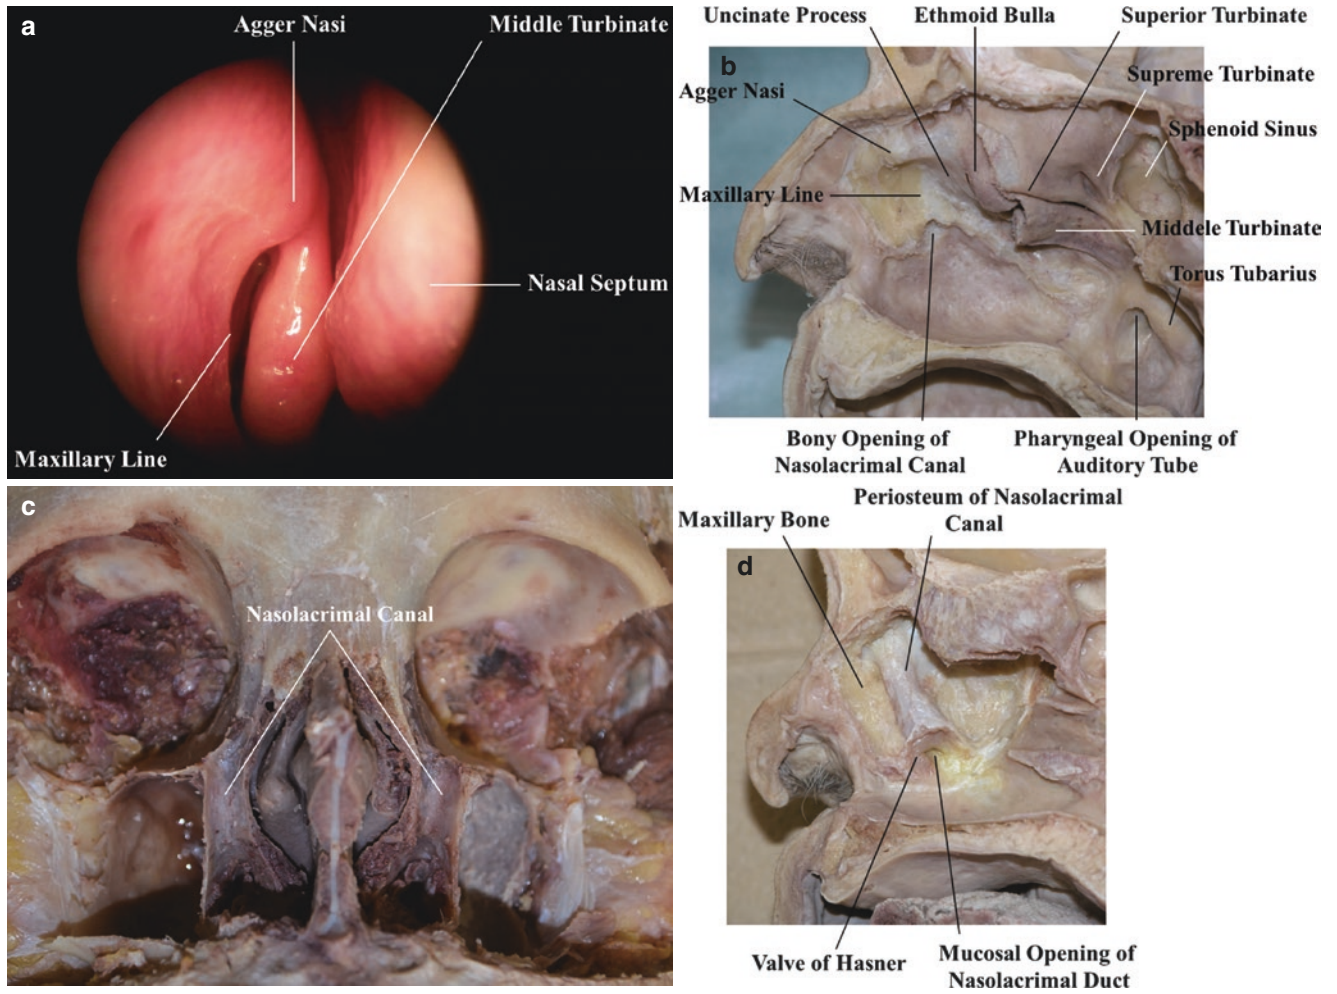 a
Agger Nasi
Middle Turbinate
Nasal Septum
Maxillary Line
b
Uncinate Process
Ethmoid Bulla
Superior Turbinate
Supreme Turbinate
Agger Nasi
Sphenoid Sinus
Maxillary Line
Middele Turbinate
Torus Tubarius
Bony Opening of
Nasolacrimal Canal
Pharyngeal Opening of
Auditory Tube
c
Nasolacrimal Canal
d
Maxillary Bone
Periosteum of Nasolacrimal
Canal
Valve of Hasner
Mucosal Opening of
Nasolacrimal Duct